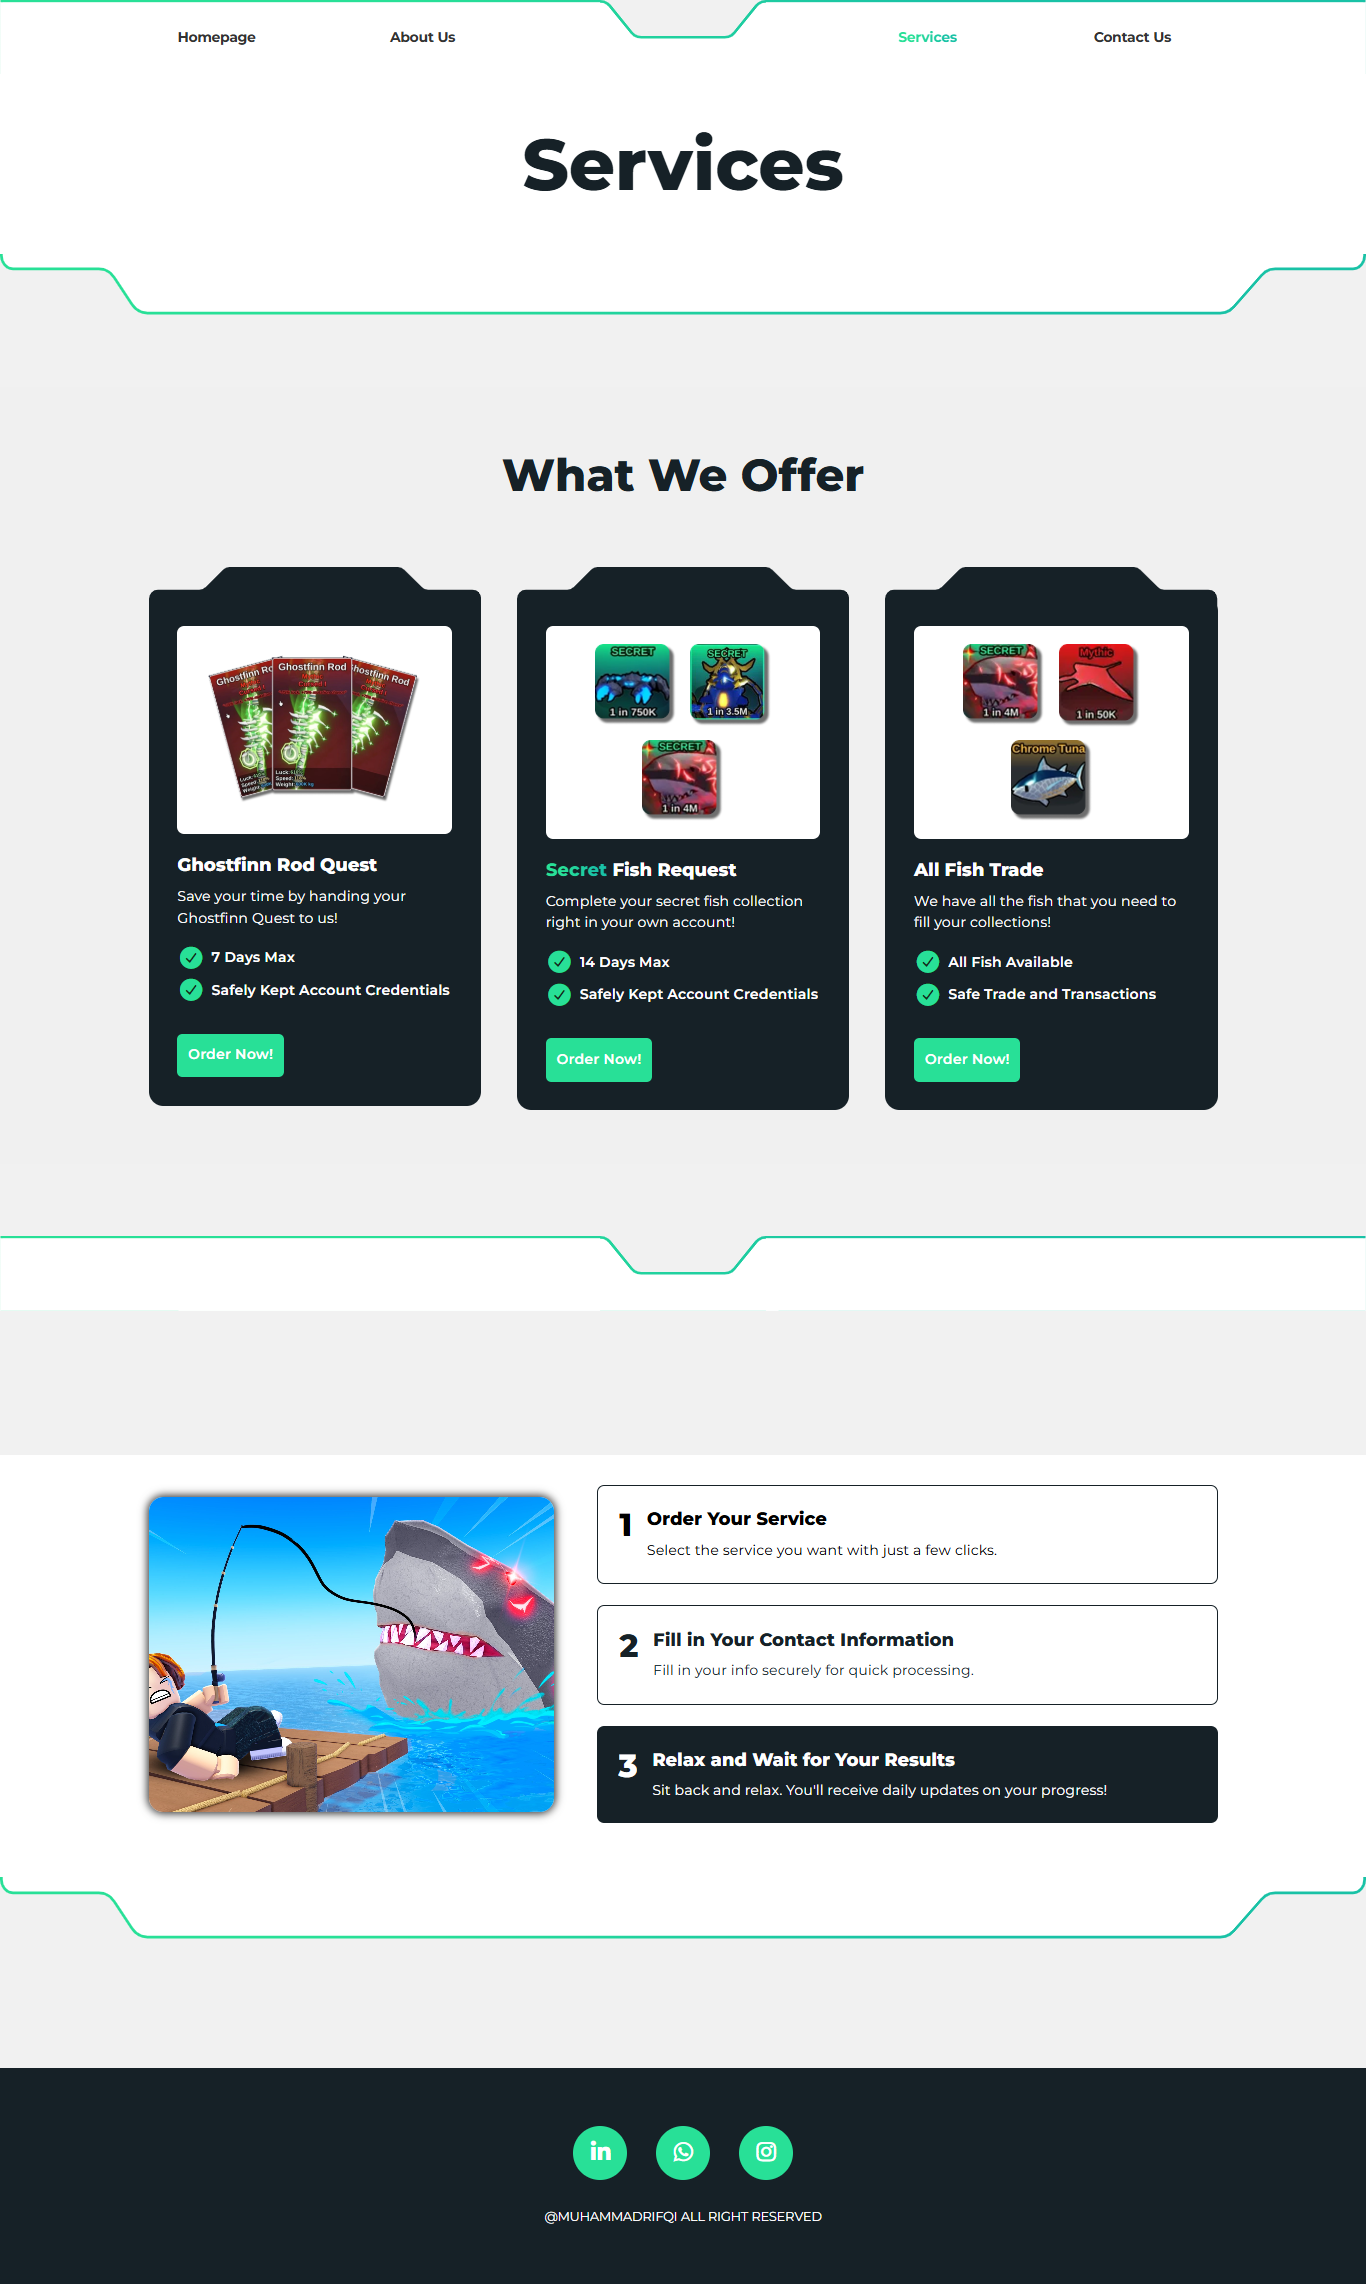 Homepage
About Us
Services
Contact Us
Services
What We Offer
Ghostfinn Rod
Ghostfinn Rod
Luck:
Speed:
Weight:
Ghostfinn Rod Quest
Save your time by handing your
Ghostfinn Quest to us!
7 Days Max
Safely Kept Account Credentials
Order Now!
SECRET
1 in 750K
SECRET
1 in 3.5M
SECRET
1 in 4M
Secret Fish Request
Complete your secret fish collection
right in your own account!
14 Days Max
Safely Kept Account Credentials
Order Now!
SECRET
1 in 4M
Mythic
1 in 50K
Chrome Tuna
All Fish Trade
We have all the fish that you need to
fill your collections!
All Fish Available
Safe Trade and Transactions
Order Now!
1 Order Your Service
Select the service you want with just a few clicks.
2 Fill in Your Contact Information
Fill in your info securely for quick processing.
3 Relax and Wait for Your Results
Sit back and relax. You'll receive daily updates on your progress!
in
@MUHAMMADRIFQI ALL RIGHT RESERVED